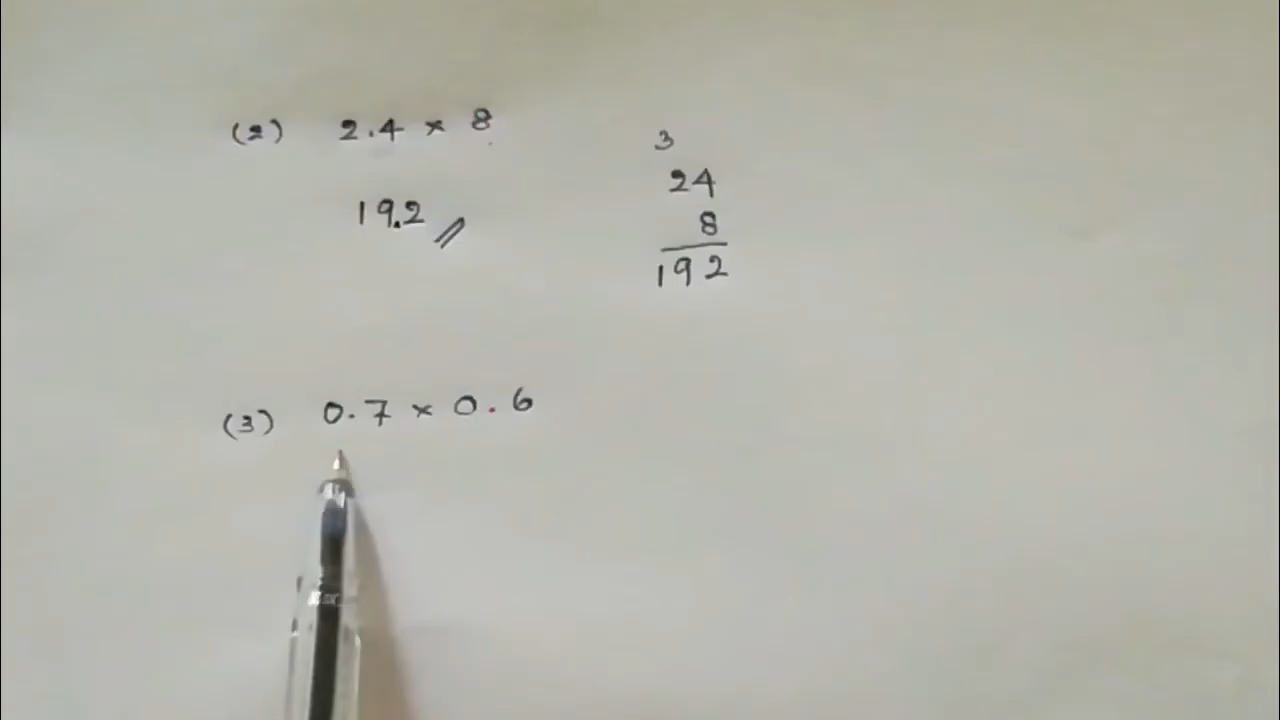 (2) 2.4 × 8
19.2 //
3
24
8
192
(3) 0.7 × 0.6